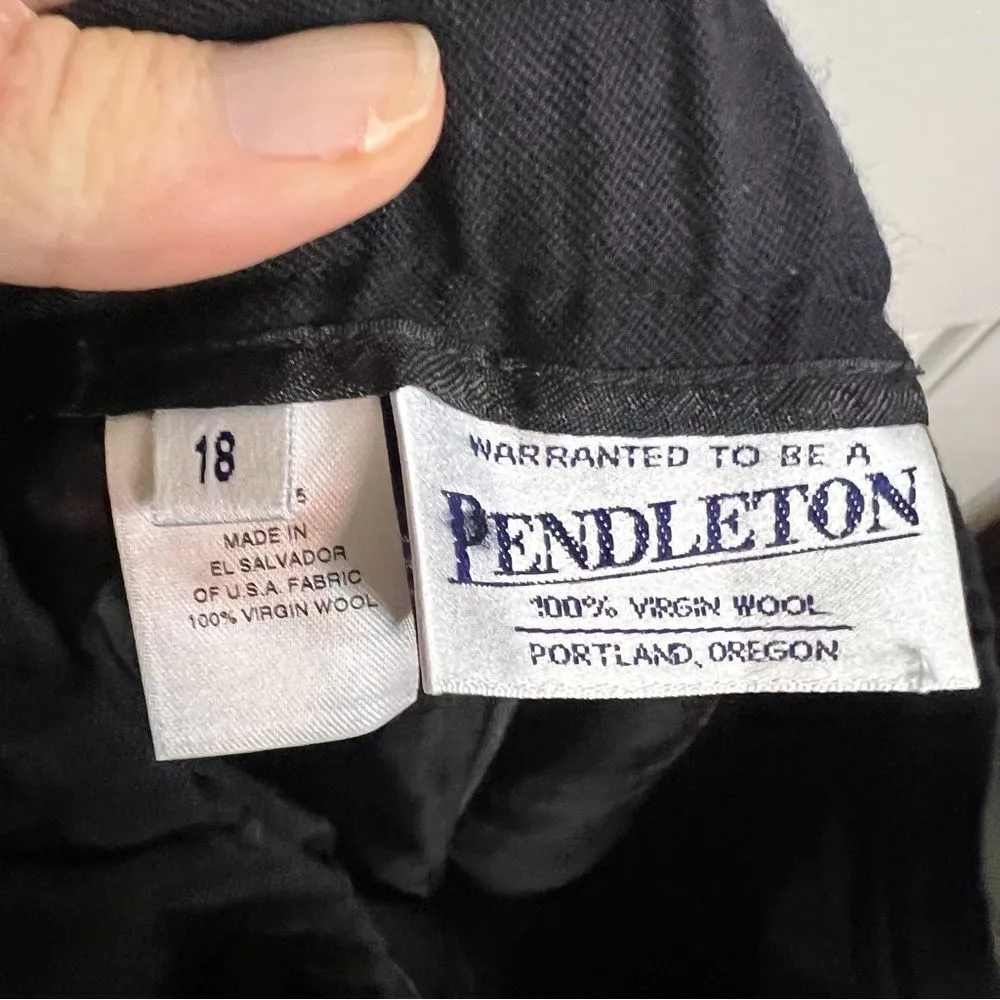 18
5
MADE IN
EL SALVADOR
OF U.S.A. FABRIC
100% VIRGIN WOOL
WARRANTED TO BE A
PENDLETON
100% VIRGIN WOOL
PORTLAND, OREGON